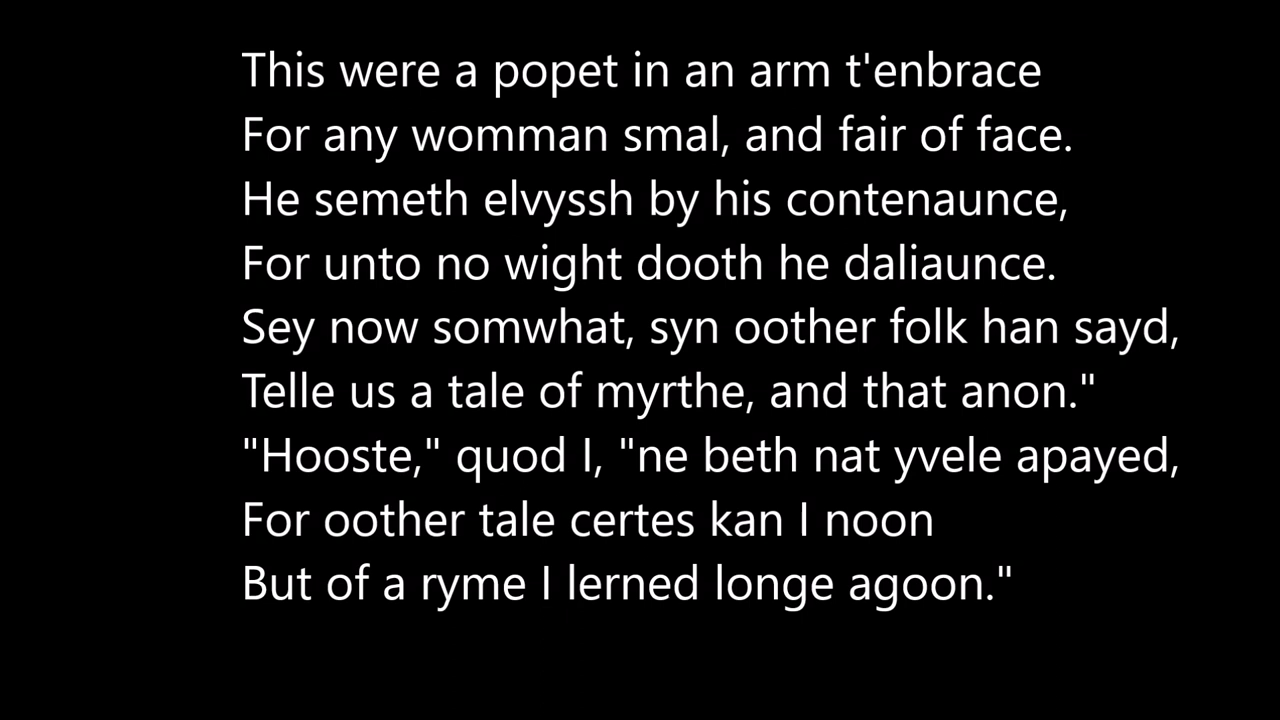 This were a popet in an arm t'enbrace
For any womman smal, and fair of face.
He semeth elvyssh by his contenaunce,
For unto no wight dooth he daliaunce.
Sey now somwhat, syn oother folk han sayd,
Telle us a tale of myrthe, and that anon."
"Hooste," quod I, "ne beth nat yvele apayed,
For oother tale certes kan I noon
But of a ryme I lerned longe agoon."